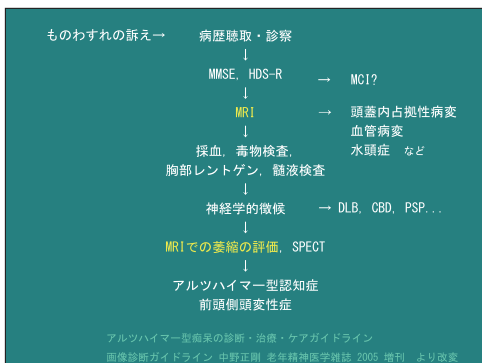 ものわすれの訴え→ 病歴聴取・診察
↓
MMSE, HDS-R → MCI?
↓
MRI → 頭蓋内占拠性病変
↓ 血管病変
採血, 毒物検査, 水頭症 など
胸部レントゲン, 髄液検査
↓
神経学的徴候 → DLB, CBD, PSP...
↓
MRIでの萎縮の評価, SPECT
↓
アルツハイマー型認知症
前頭側頭変性症
アルツハイマー型痴呆の診断・治療・ケアガイドライン
画像診断ガイドライン 中野正剛 老年精神医学雑誌 2005 増刊 より改変